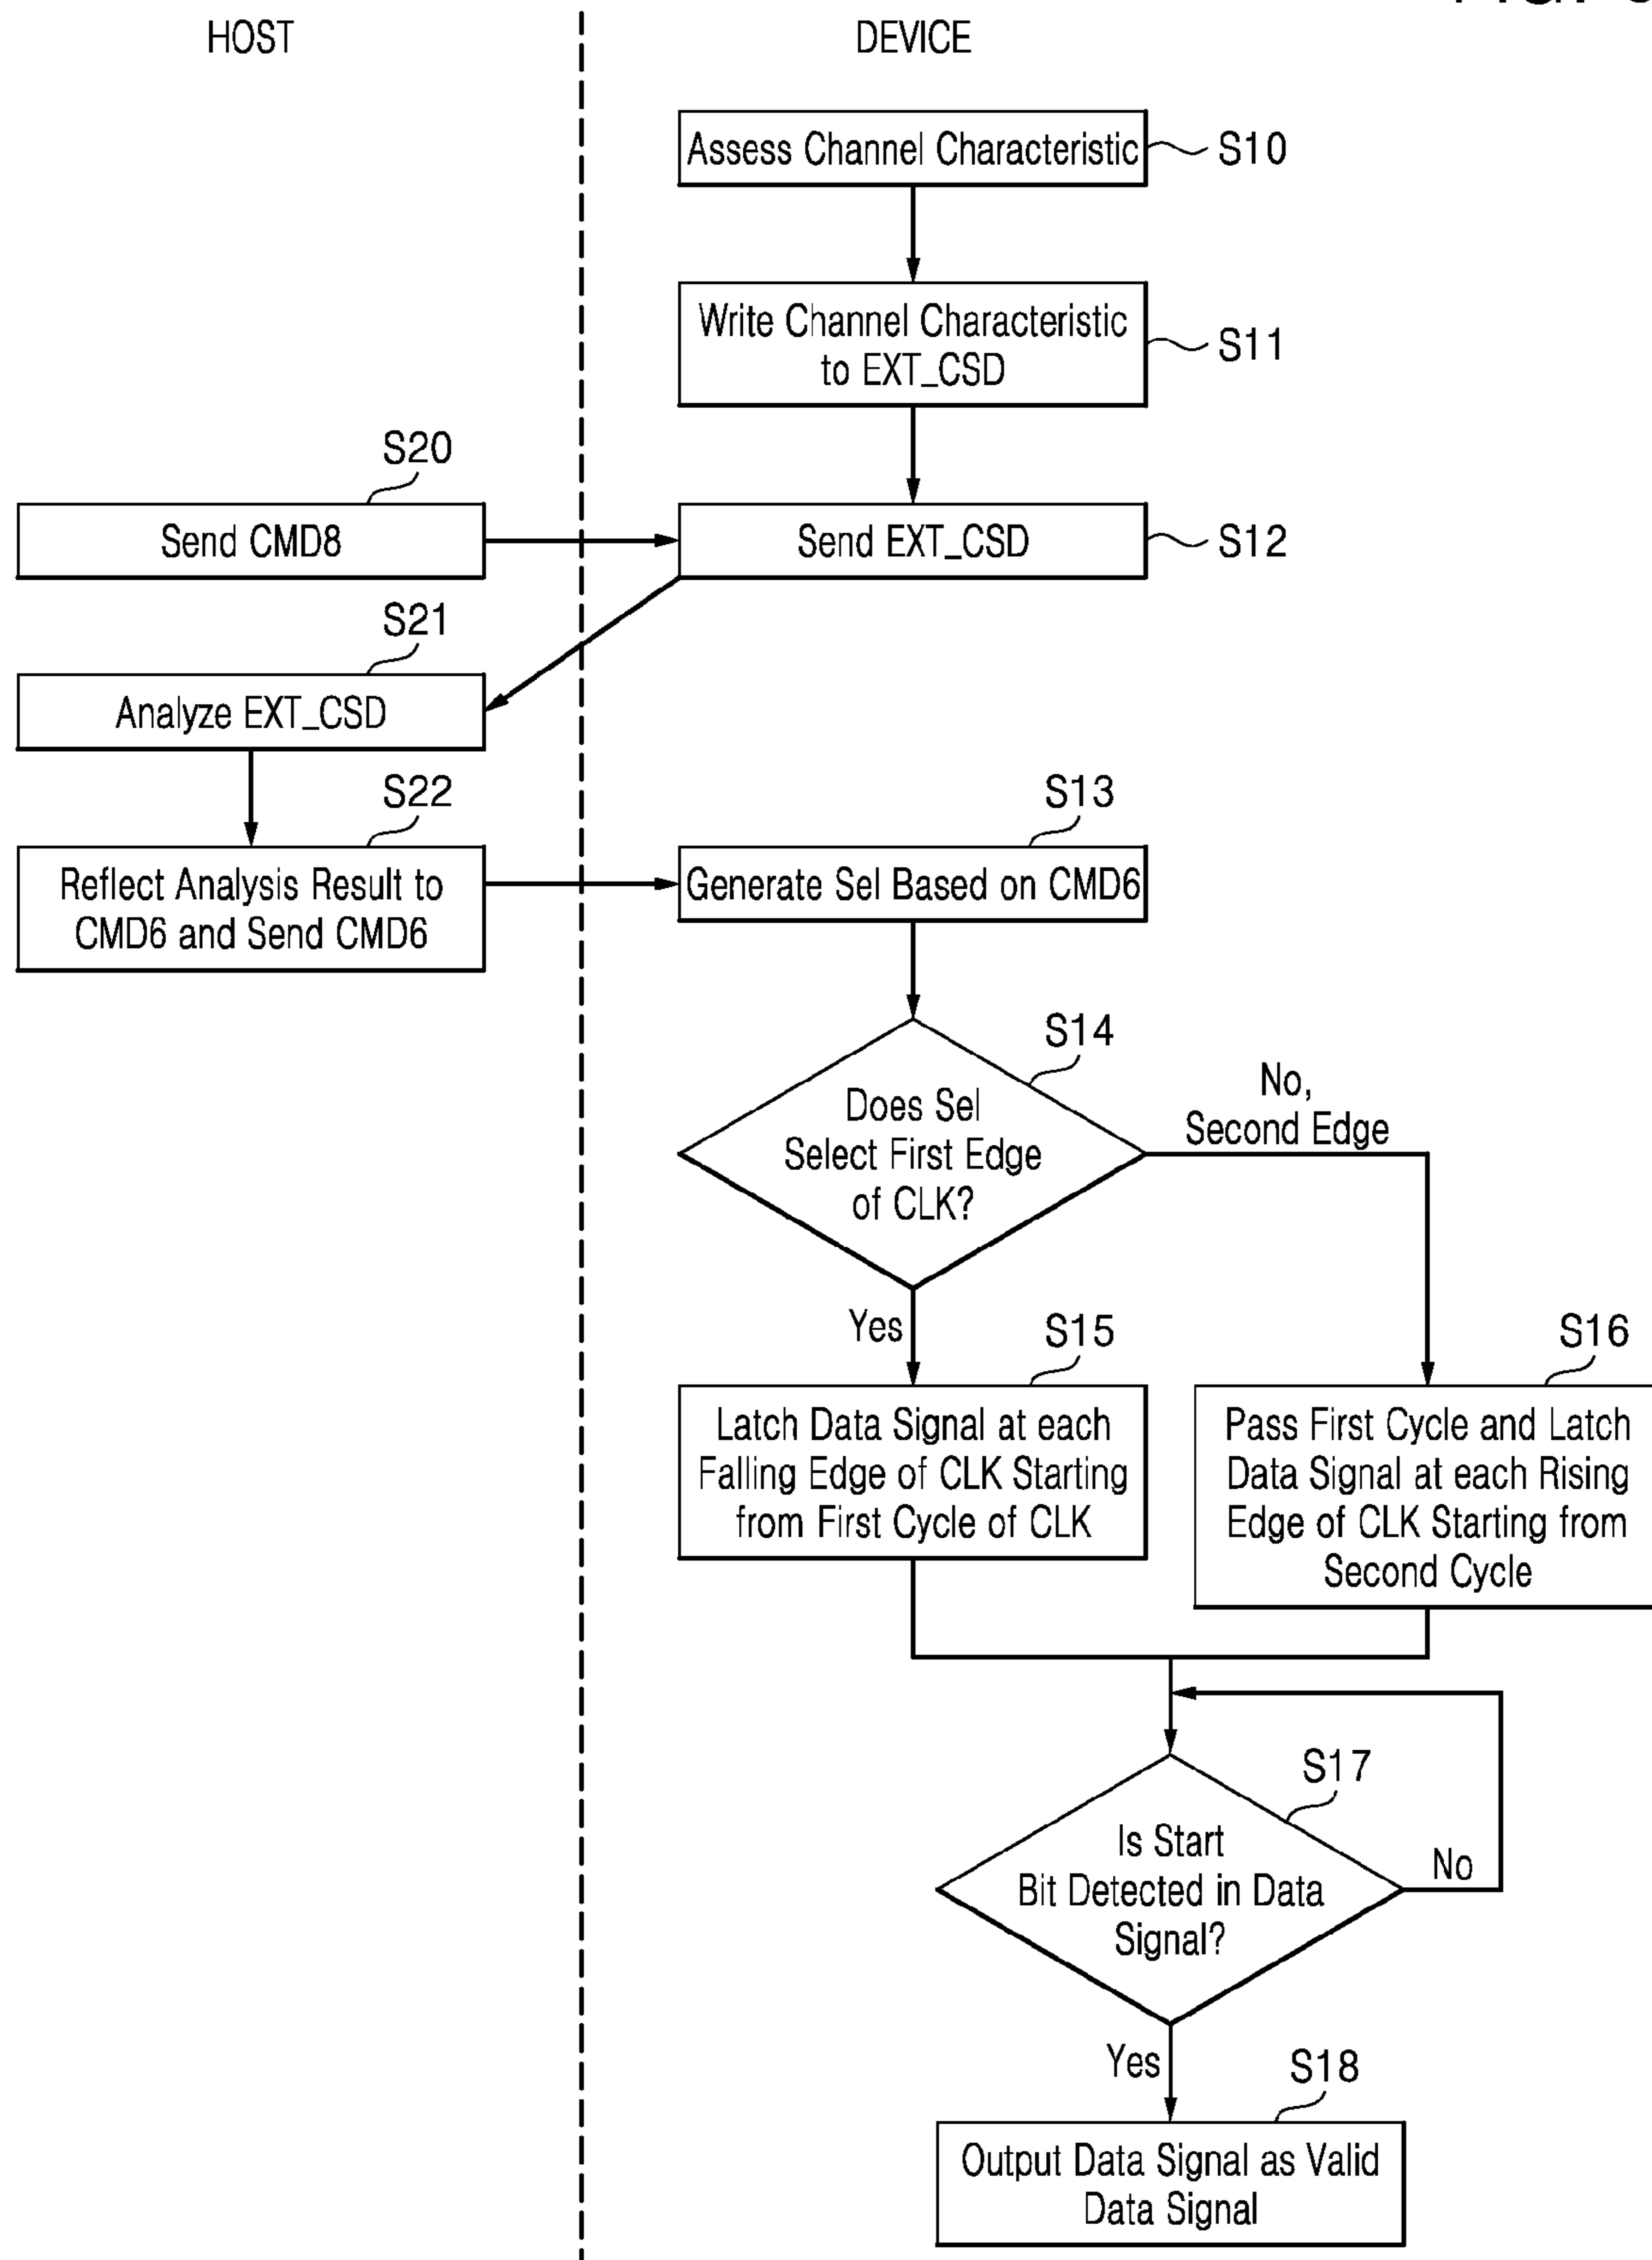 HOST
DEVICE
Assess Channel Characteristic
S10
Write Channel Characteristic
to EXT_CSD
S11
S20
Send CMD8
Send EXT_CSD
S12
S21
Analyze EXT_CSD
S22
Reflect Analysis Result to
CMD6 and Send CMD6
S13
Generate Sel Based on CMD6
S14
Does Sel
Select First Edge
of CLK?
No,
Second Edge
Yes
S15
Latch Data Signal at each
Falling Edge of CLK Starting
from First Cycle of CLK
S16
Pass First Cycle and Latch
Data Signal at each Rising
Edge of CLK Starting from
Second Cycle
S17
Is Start
Bit Detected in Data
Signal?
No
Yes
S18
Output Data Signal as Valid
Data Signal